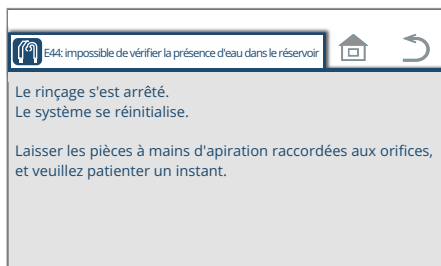 E44: impossible de vérifier la présence d'eau dans le réservoir
Le rinçage s'est arrêté.
Le système se réinitialise.
Laisser les pièces à mains d'apiration raccordées aux orifices,
et veuillez patienter un instant.